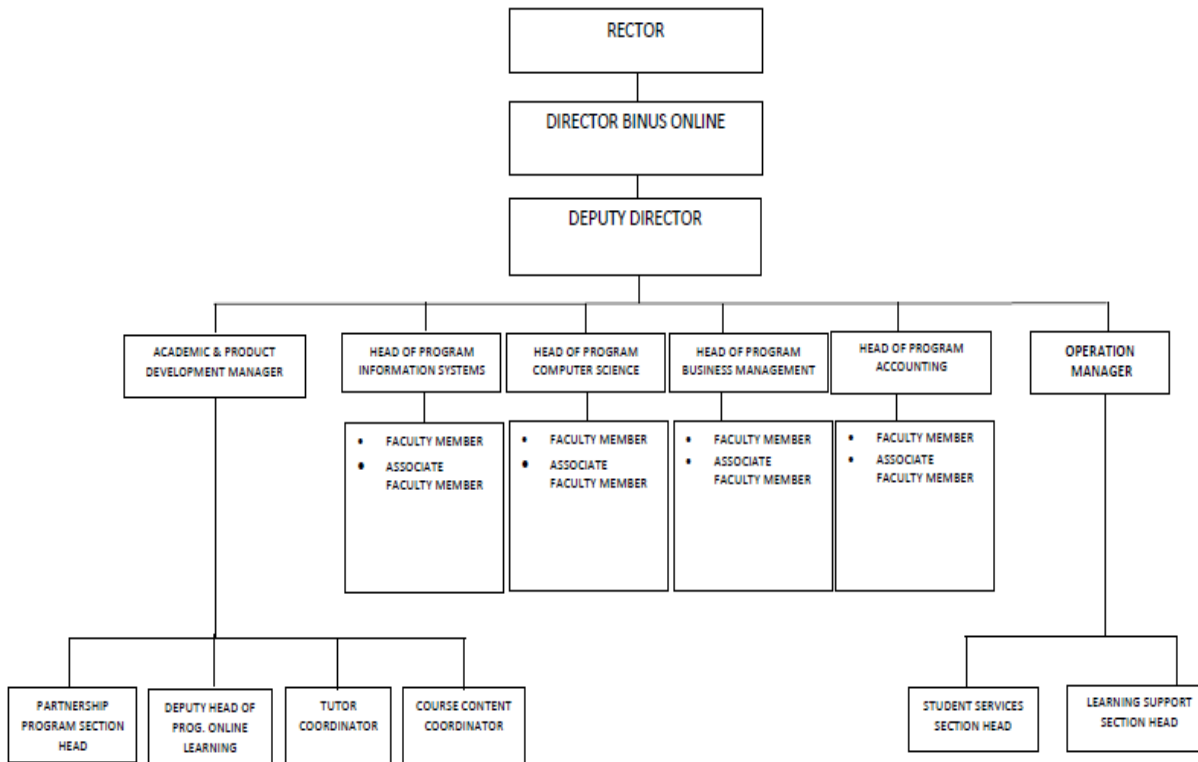 RECTOR
DIRECTOR BINUS ONLINE
DEPUTY DIRECTOR
ACADEMIC & PRODUCT
DEVELOPMENT MANAGER
HEAD OF PROGRAM
INFORMATION SYSTEMS
HEAD OF PROGRAM
COMPUTER SCIENCE
HEAD OF PROGRAM
BUSINESS MANAGEMENT
HEAD OF PROGRAM
ACCOUNTING
OPERATION
MANAGER
• FACULTY MEMBER
• ASSOCIATE
FACULTY MEMBER
• FACULTY MEMBER
• ASSOCIATE
FACULTY MEMBER
• FACULTY MEMBER
• ASSOCIATE
FACULTY MEMBER
• FACULTY MEMBER
• ASSOCIATE
FACULTY MEMBER
PARTNERSHIP
PROGRAM SECTION
HEAD
DEPUTY HEAD OF
PROG. ONLINE
LEARNING
TUTOR
COORDINATOR
COURSE CONTENT
COORDINATOR
STUDENT SERVICES
SECTION HEAD
LEARNING SUPPORT
SECTION HEAD